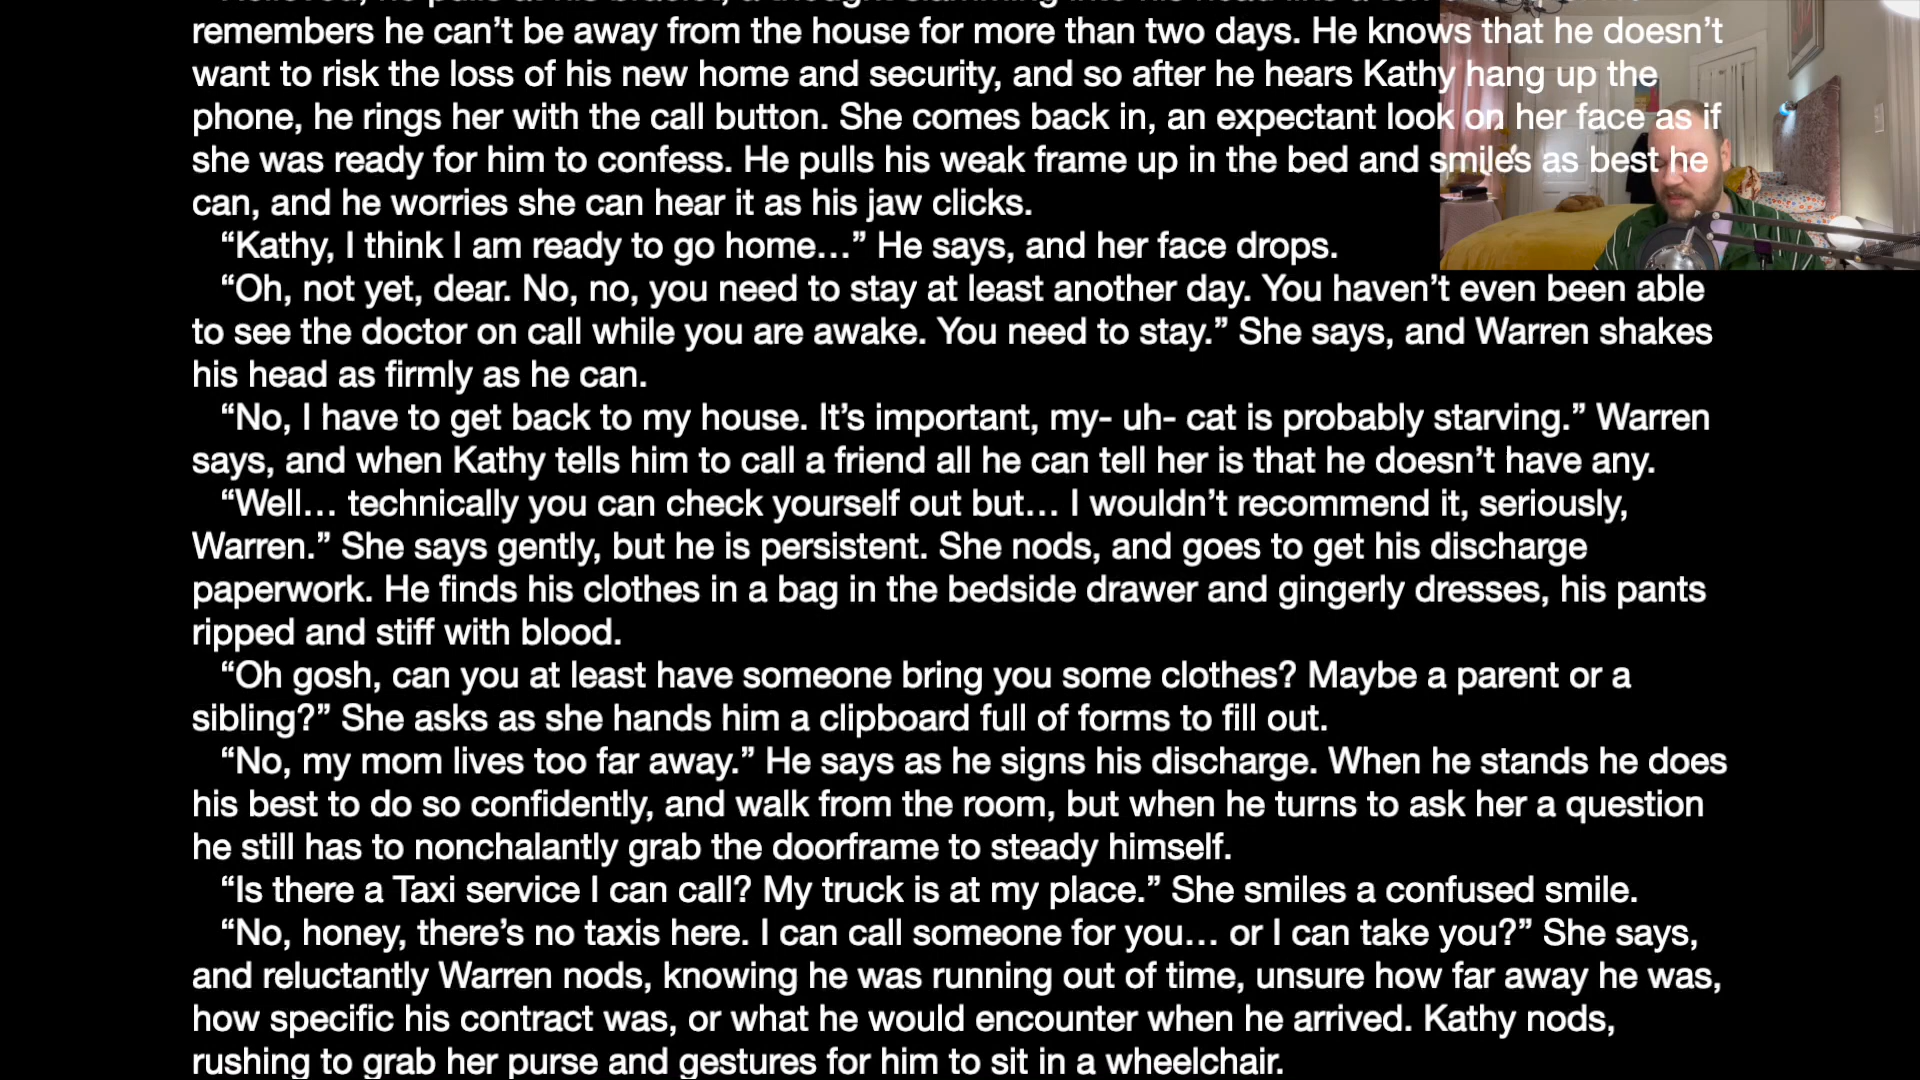 remembers he can’t be away from the house for more than two days. He knows that he doesn’t
want to risk the loss of his new home and security, and so after he hears Kathy hang up the
phone, he rings her with the call button. She comes back in, an expectant look on her face as if
she was ready for him to confess. He pulls his weak frame up in the bed and smiles as best he
can, and he worries she can hear it as his jaw clicks.
“Kathy, I think I am ready to go home…” He says, and her face drops.
“Oh, not yet, dear. No, no, you need to stay at least another day. You haven’t even been able
to see the doctor on call while you are awake. You need to stay.” She says, and Warren shakes
his head as firmly as he can.
“No, I have to get back to my house. It’s important, my- uh- cat is probably starving.” Warren
says, and when Kathy tells him to call a friend all he can tell her is that he doesn’t have any.
“Well… technically you can check yourself out but… I wouldn’t recommend it, seriously,
Warren.” She says gently, but he is persistent. She nods, and goes to get his discharge
paperwork. He finds his clothes in a bag in the bedside drawer and gingerly dresses, his pants
ripped and stiff with blood.
“Oh gosh, can you at least have someone bring you some clothes? Maybe a parent or a
sibling?” She asks as she hands him a clipboard full of forms to fill out.
“No, my mom lives too far away.” He says as he signs his discharge. When he stands he does
his best to do so confidently, and walk from the room, but when he turns to ask her a question
he still has to nonchalantly grab the doorframe to steady himself.
“Is there a Taxi service I can call? My truck is at my place.” She smiles a confused smile.
“No, honey, there’s no taxis here. I can call someone for you… or I can take you?” She says,
and reluctantly Warren nods, knowing he was running out of time, unsure how far away he was,
how specific his contract was, or what he would encounter when he arrived. Kathy nods,
rushing to grab her purse and gestures for him to sit in a wheelchair.